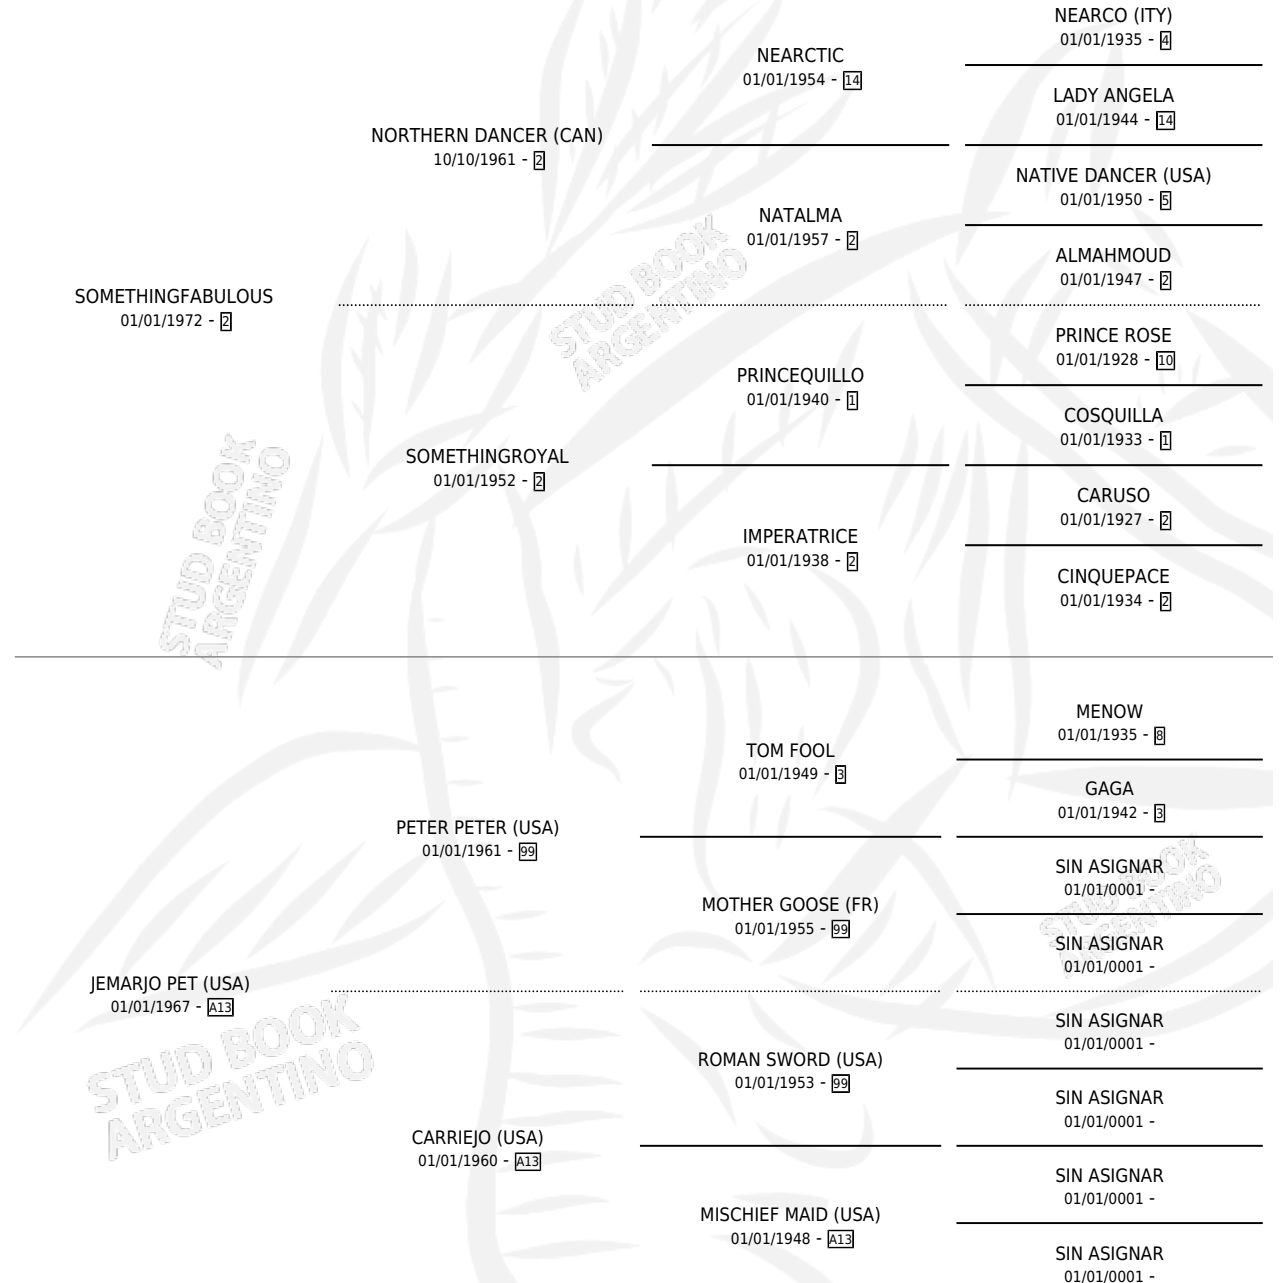 NEARCO (ITY)
01/01/1935 - 4
NEARCTIC
01/01/1954 - 14
LADY ANGELA
01/01/1944 - 14
NORTHERN DANCER (CAN)
10/10/1961 - 2
NATIVE DANCER (USA)
01/01/1950 - 5
NATALMA
01/01/1957 - 2
ALMAHMOUD
01/01/1947 - 2
SOMETHINGFABULOUS
01/01/1972 - 2
STUD BOOK
ARGENTINO
PRINCE ROSE
01/01/1928 - 10
PRINCEQUILLO
01/01/1940 - 1
COSQUILLA
01/01/1933 - 1
SOMETHINGROYAL
01/01/1952 - 2
CARUSO
01/01/1927 - 2
IMPERATRICE
01/01/1938 - 2
CINQUEPACE
01/01/1934 - 2
STUD BOOK
ARGENTINO
MENOW
01/01/1935 - 8
TOM FOOL
01/01/1949 - 3
GAGA
01/01/1942 - 3
PETER PETER (USA)
01/01/1961 - 99
SIN ASIGNAR
01/01/0001 -
MOTHER GOOSE (FR)
01/01/1955 - 99
SIN ASIGNAR
01/01/0001 -
STUD BOOK
ARGENTINO
JEMARJO PET (USA)
01/01/1967 - A13
STUD BOOK
ARGENTINO
SIN ASIGNAR
01/01/0001 -
ROMAN SWORD (USA)
01/01/1953 - 99
SIN ASIGNAR
01/01/0001 -
CARRIEJO (USA)
01/01/1960 - A13
SIN ASIGNAR
01/01/0001 -
MISCHIEF MAID (USA)
01/01/1948 - A13
SIN ASIGNAR
01/01/0001 -